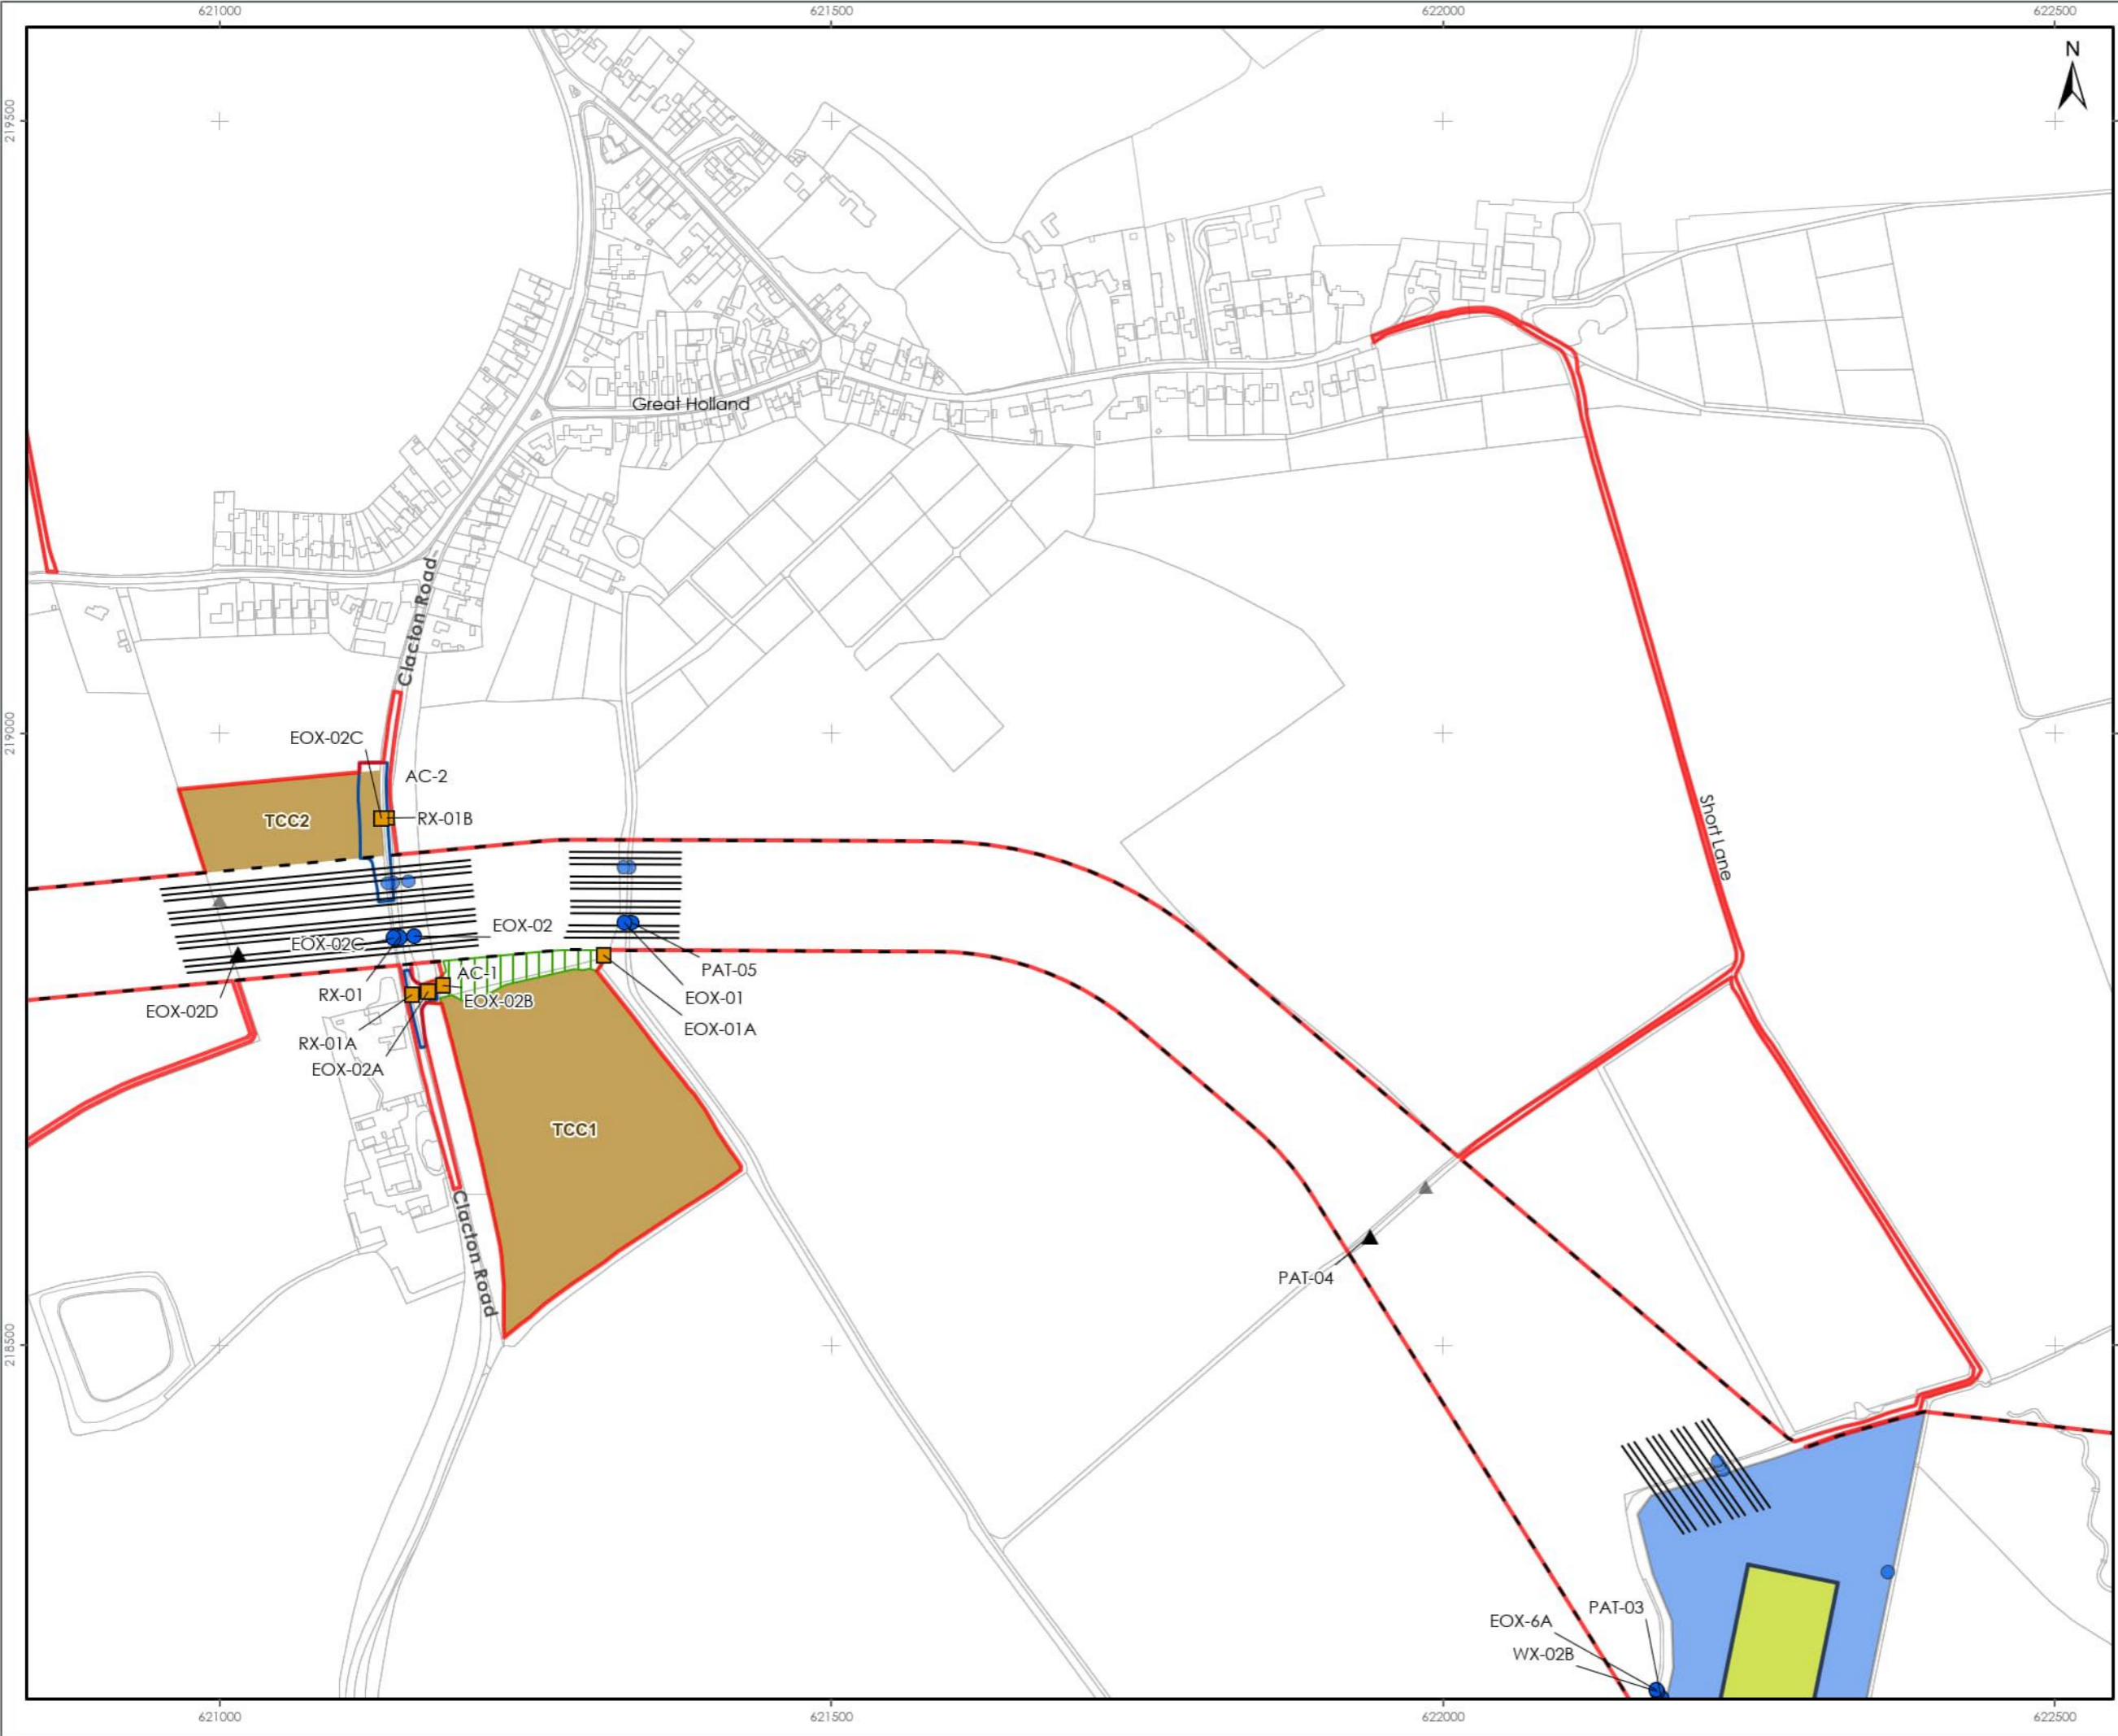 621000
621500
622000
622500
N
219500
Great Holland
Clacton Road
219000
EOX-02C
AC-2
RX-01B
TCC2
Short Lane
EOX-02
EOX-02C
PAT-05
AC-1
RX-01
EOX-01
EOX-02B
EOX-02D
EOX-01A
RX-01A
EOX-02A
TCC1
Clacton Road
PAT-04
218500
PAT-03
EOX-6A
WX-02B
621000
621500
622000
622500